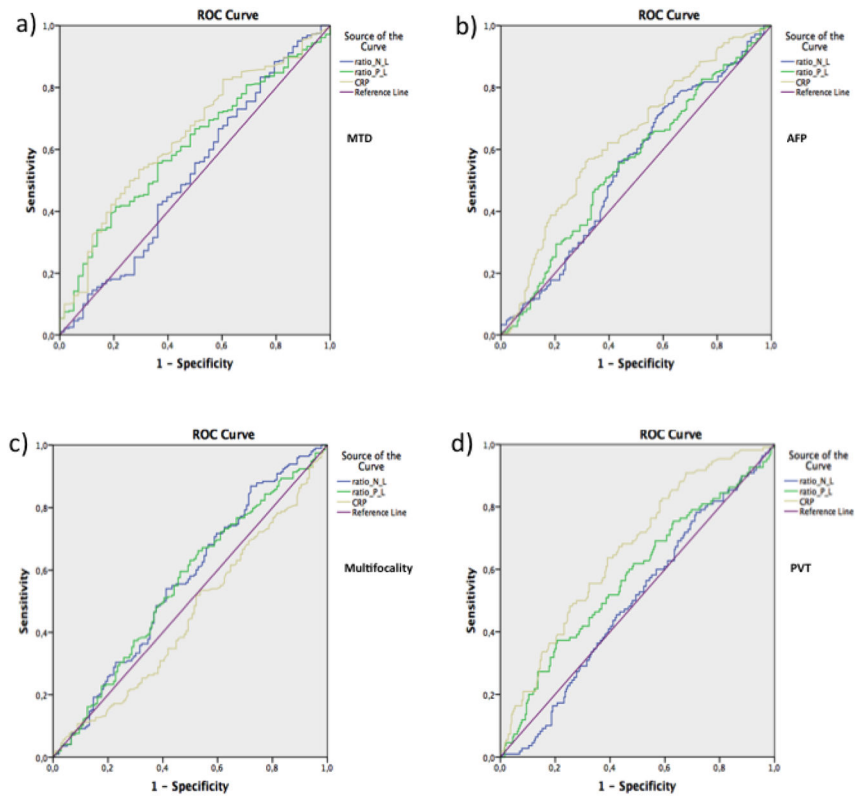 a)
ROC Curve
1,0
0,8
0,6
0,4
0,2
0,0
Sensitivity
0,0 0,2 0,4 0,6 0,8 1,0
1 - Specificity
Source of the
Curve
ratio_N_L
ratio_P_L
CRP
Reference Line
MTD
b)
ROC Curve
1,0
0,8
0,6
0,4
0,2
0,0
Sensitivity
0,0 0,2 0,4 0,6 0,8 1,0
1 - Specificity
Source of the
Curve
ratio_N_L
ratio_P_L
CRP
Reference Line
AFP
c)
ROC Curve
1,0
0,8
0,6
0,4
0,2
0,0
Sensitivity
0,0 0,2 0,4 0,6 0,8 1,0
1 - Specificity
Source of the
Curve
ratio_N_L
ratio_P_L
CRP
Reference Line
Multifocality
d)
ROC Curve
1,0
0,8
0,6
0,4
0,2
0,0
Sensitivity
0,0 0,2 0,4 0,6 0,8 1,0
1 - Specificity
Source of the
Curve
ratio_N_L
ratio_P_L
CRP
Reference Line
PVT